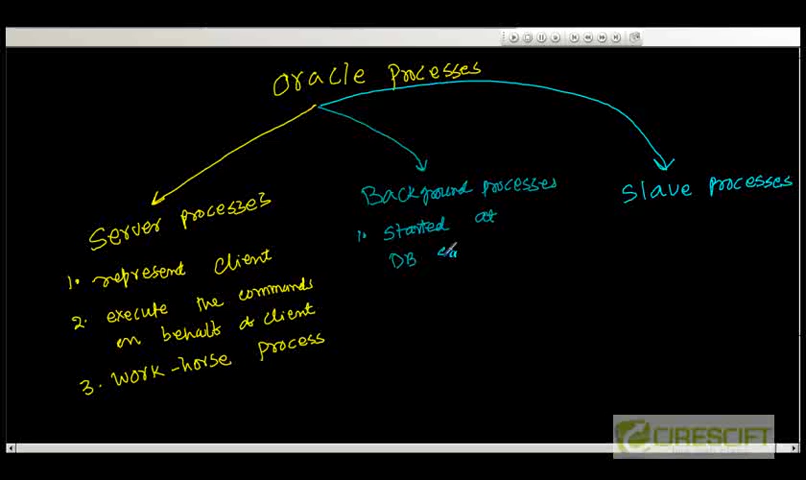 Oracle Processes
Server processes
1. represent client
2. execute the commands
on behalf of client
3. work-horse process
Background processes
1. started at
DB
Slave processes
CIRESCIFT